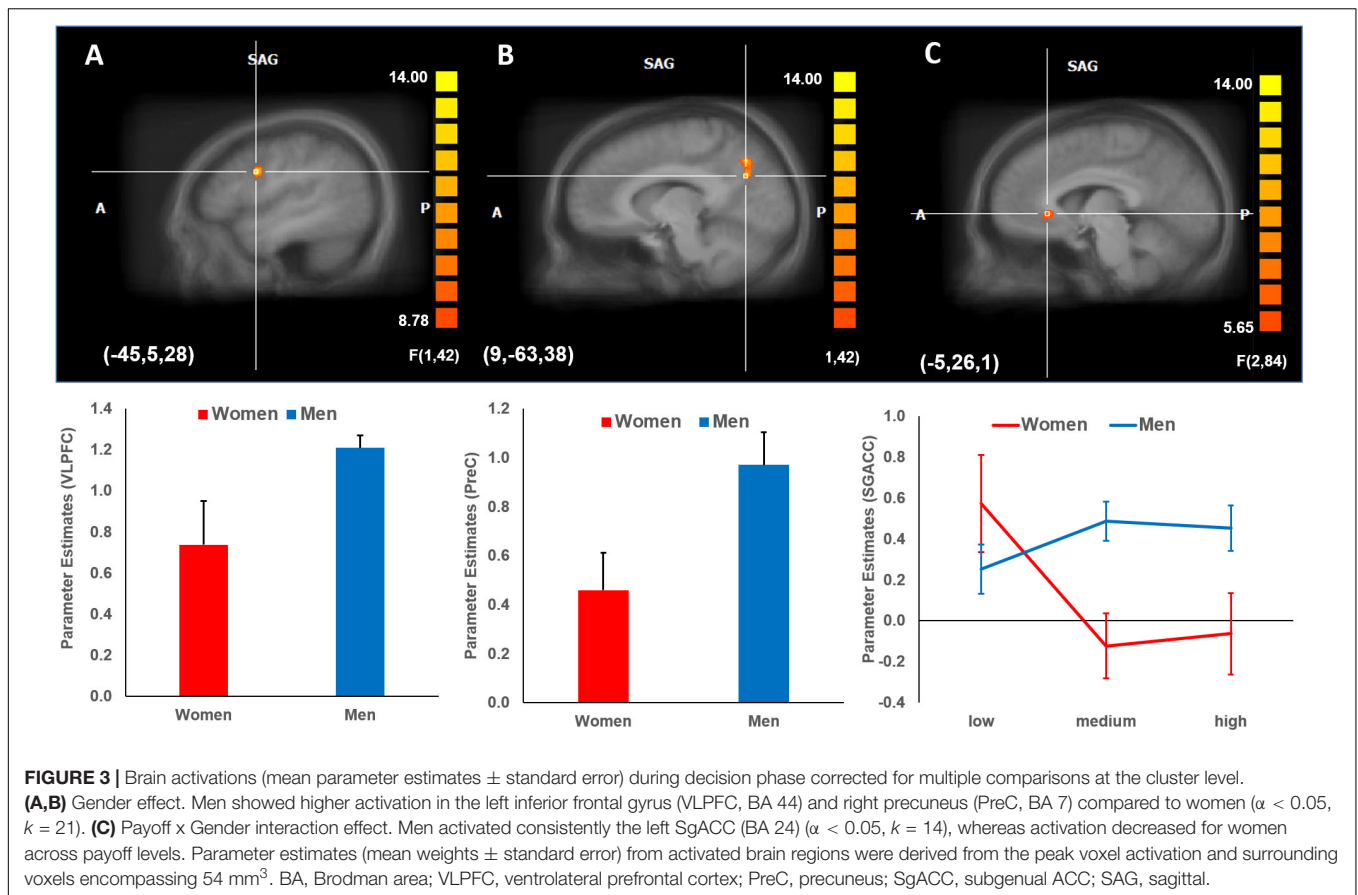 A
SAG
14.00
A
P
8.78
(-45,5,28)
F(1,42)
B
SAG
14.00
A
P
(9,-63,38)
1,42)
C
SAG
14.00
A
P
5.65
(-5,26,1)
F(2,84)
Women Men
Parameter Estimates (VLPFC)
1.4
1.2
1.0
0.8
0.6
0.4
0.2
0.0
Women Men
Women Men
Parameter Estimates (PreC)
1.2
1.0
0.8
0.6
0.4
0.2
0.0
Women Men
Women Men
Parameter Estimates (SGACC)
1.0
0.8
0.6
0.4
0.2
0.0
-0.2
-0.4
low medium high
FIGURE 3 | Brain activations (mean parameter estimates ± standard error) during decision phase corrected for multiple comparisons at the cluster level.
(A,B) Gender effect. Men showed higher activation in the left inferior frontal gyrus (VLPFC, BA 44) and right precuneus (PreC, BA 7) compared to women (α < 0.05,
k = 21). (C) Payoff x Gender interaction effect. Men activated consistently the left SgACC (BA 24) (α < 0.05, k = 14), whereas activation decreased for women
across payoff levels. Parameter estimates (mean weights ± standard error) from activated brain regions were derived from the peak voxel activation and surrounding
voxels encompassing 54 mm³. BA, Brodman area; VLPFC, ventrolateral prefrontal cortex; PreC, precuneus; SgACC, subgenual ACC; SAG, sagittal.